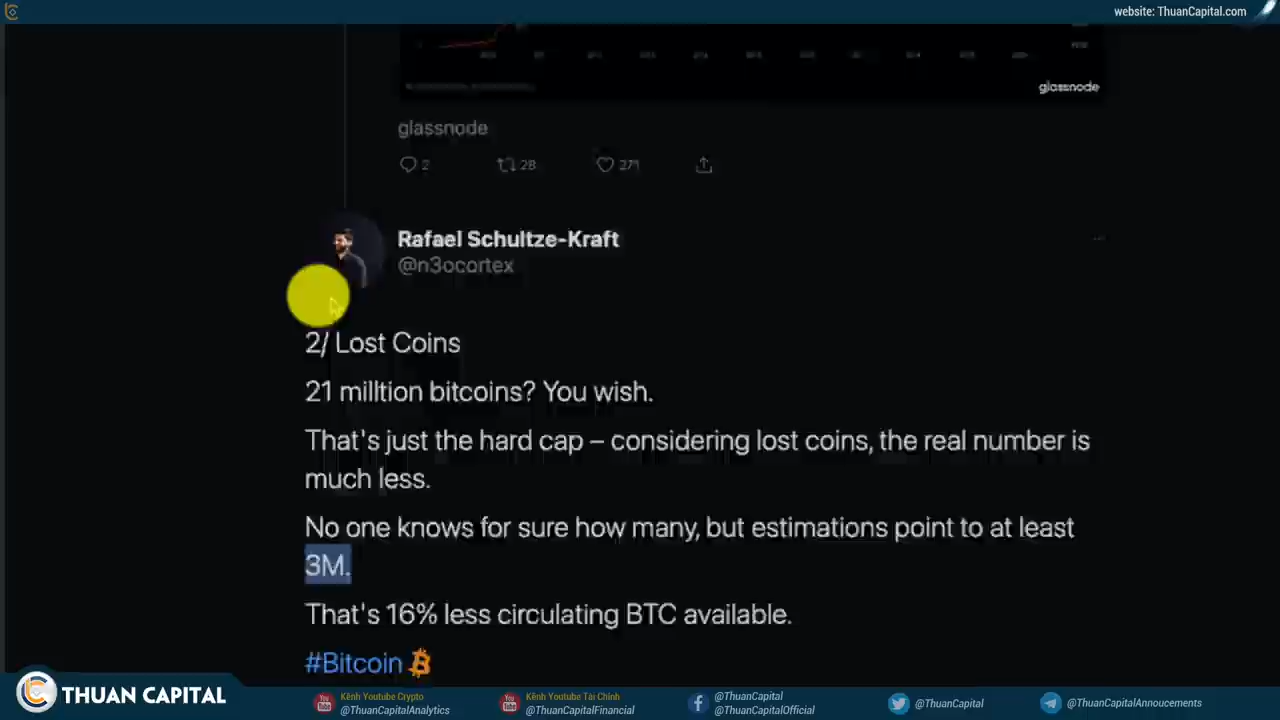 website: ThuanCapital.com
glassnode
glassnode
2 28 271
Rafael Schultze-Kraft
@n3ocortex
2/ Lost Coins
21 milltion bitcoins? You wish.
That's just the hard cap – considering lost coins, the real number is
much less.
No one knows for sure how many, but estimations point to at least
3M.
That's 16% less circulating BTC available.
#Bitcoin
THUAN CAPITAL
Kênh Youtube Crypto
@ThuanCapitalAnalytics
Kênh Youtube Tài Chính
@ThuanCapitalFinancial
@ThuanCapital
@ThuanCapitalOfficial
@ThuanCapital
@ThuanCapitalAnnoucements